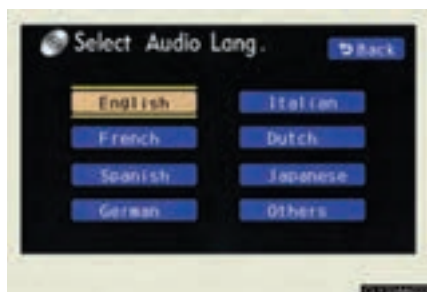 Select Audio Lang.
Back
English Italian
French Dutch
Spanish Japanese
German Others